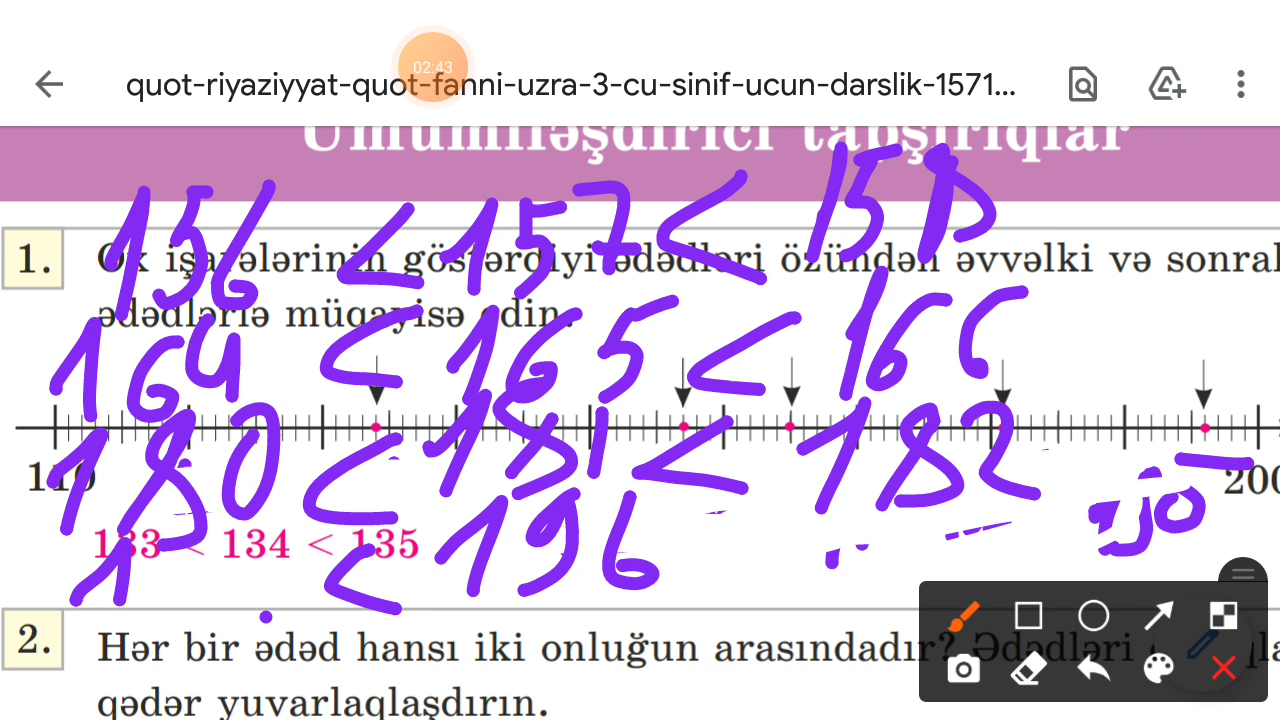 02:43
quot-riyaziyyat-quot-fanni-uzra-3-cu-sinif-ucun-darslik-1571...
Ümumiləşdirici tapşırıqlar
1. Ox işarələrinin göstərdiyi ədədləri özündən əvvəlki və sonrakı
ədədlərlə müqayisə edin.
156 < 157 < 158
164 < 165 < 166
180 < 181 < 182
1 < 196
110 200
133 < 134 < 135
2. Hər bir ədəd hansı iki onluğun arasındadır? Ədədləri
qədər yuvarlaqlaşdırın.